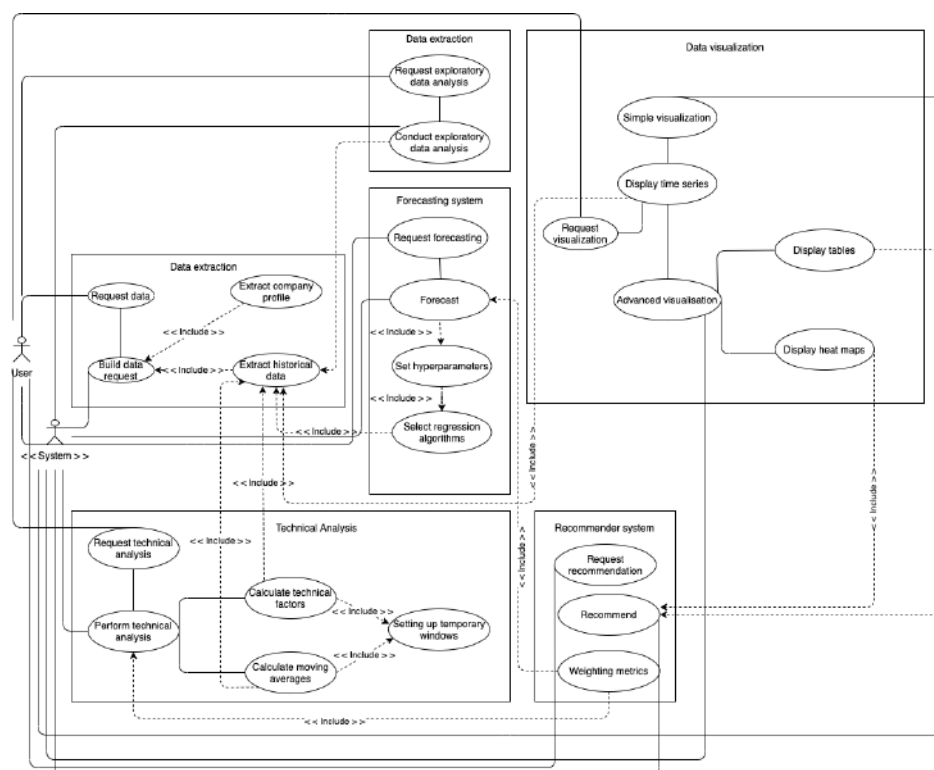 Data extraction
Request exploratory
data analysis
Conduct exploratory
data analysis
Data visualization
Simple visualization
Display time series
Request
visualization
Display tables
Advanced visualisation
Display heat maps
<< Include >>
Forecasting system
Request forecasting
Forecast
<< Include >>
Set hyperparameters
<< Include >>
Select regression
algorithms
<< Include >>
Data extraction
Request data
Extract company
profile
<< Include >>
Build data
request
<< Include >>
Extract historical
data
User
<< System >>
<< Include >>
<< Include >>
<< Include >>
<< Include >>
Technical Analysis
Request technical
analysis
Perform technical
analysis
Calculate technical
factors
<< Include >>
Setting up temporary
windows
<< Include >>
Calculate moving
averages
<< Include >>
Recommender system
Request
recommendation
Recommend
Weighting metrics